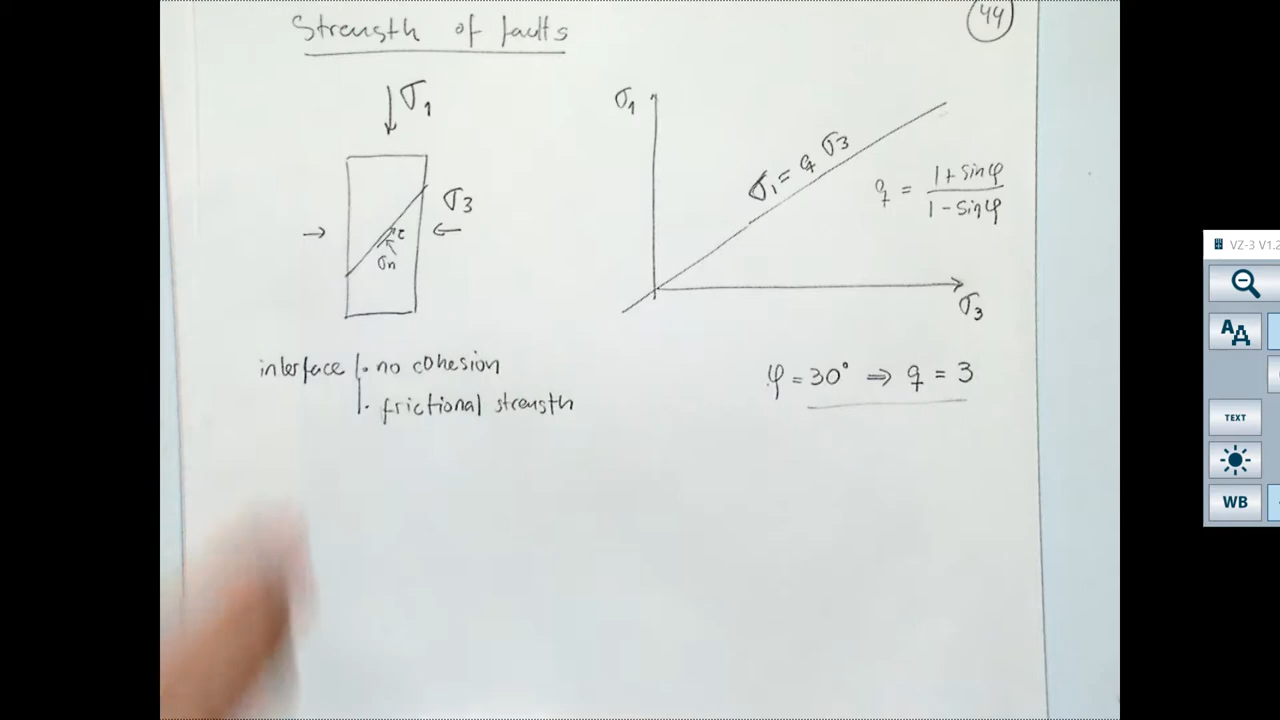 Strength of faults
44
σ1
σ3
τ
σn
interface
· no cohesion
· frictional strength
σ1
σ1 = q σ3
q = (1 + sinφ) / (1 - sinφ)
σ3
φ = 30° ⇒ q = 3
VZ-3 V1.2
AA
TEXT
WB